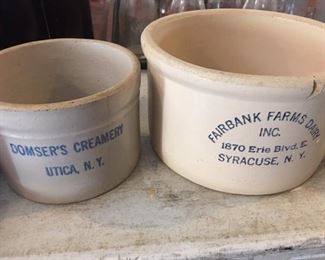 DOMSER'S CREAMERY
UTICA, N.Y.
FAIRBANK FARMS DAIRY
INC.
1870 Erie Blvd. E.
SYRACUSE, N.Y.